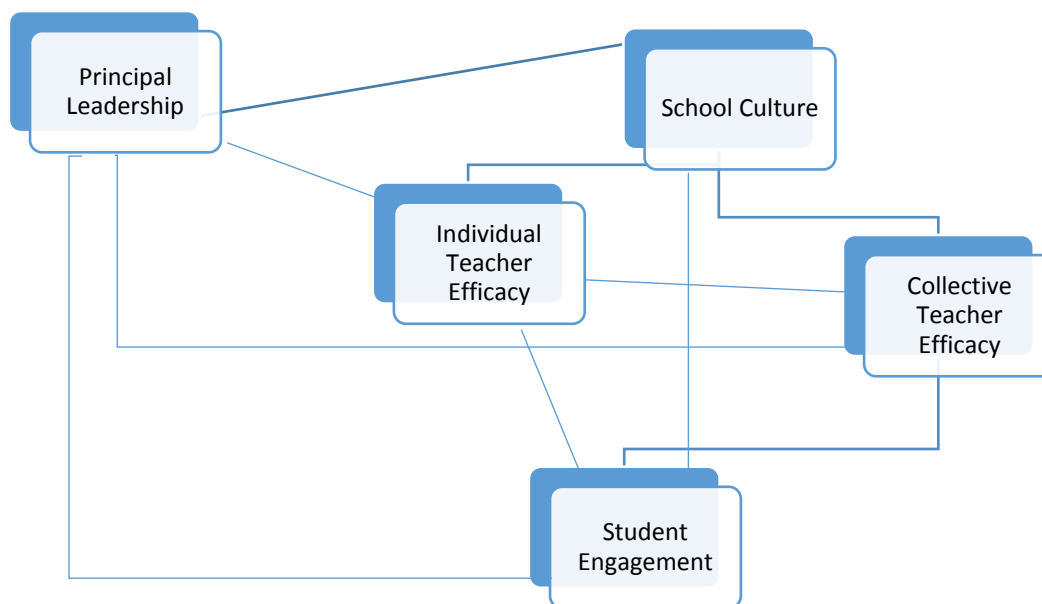 Principal
Leadership
School Culture
Individual
Teacher
Efficacy
Collective
Teacher
Efficacy
Student
Engagement